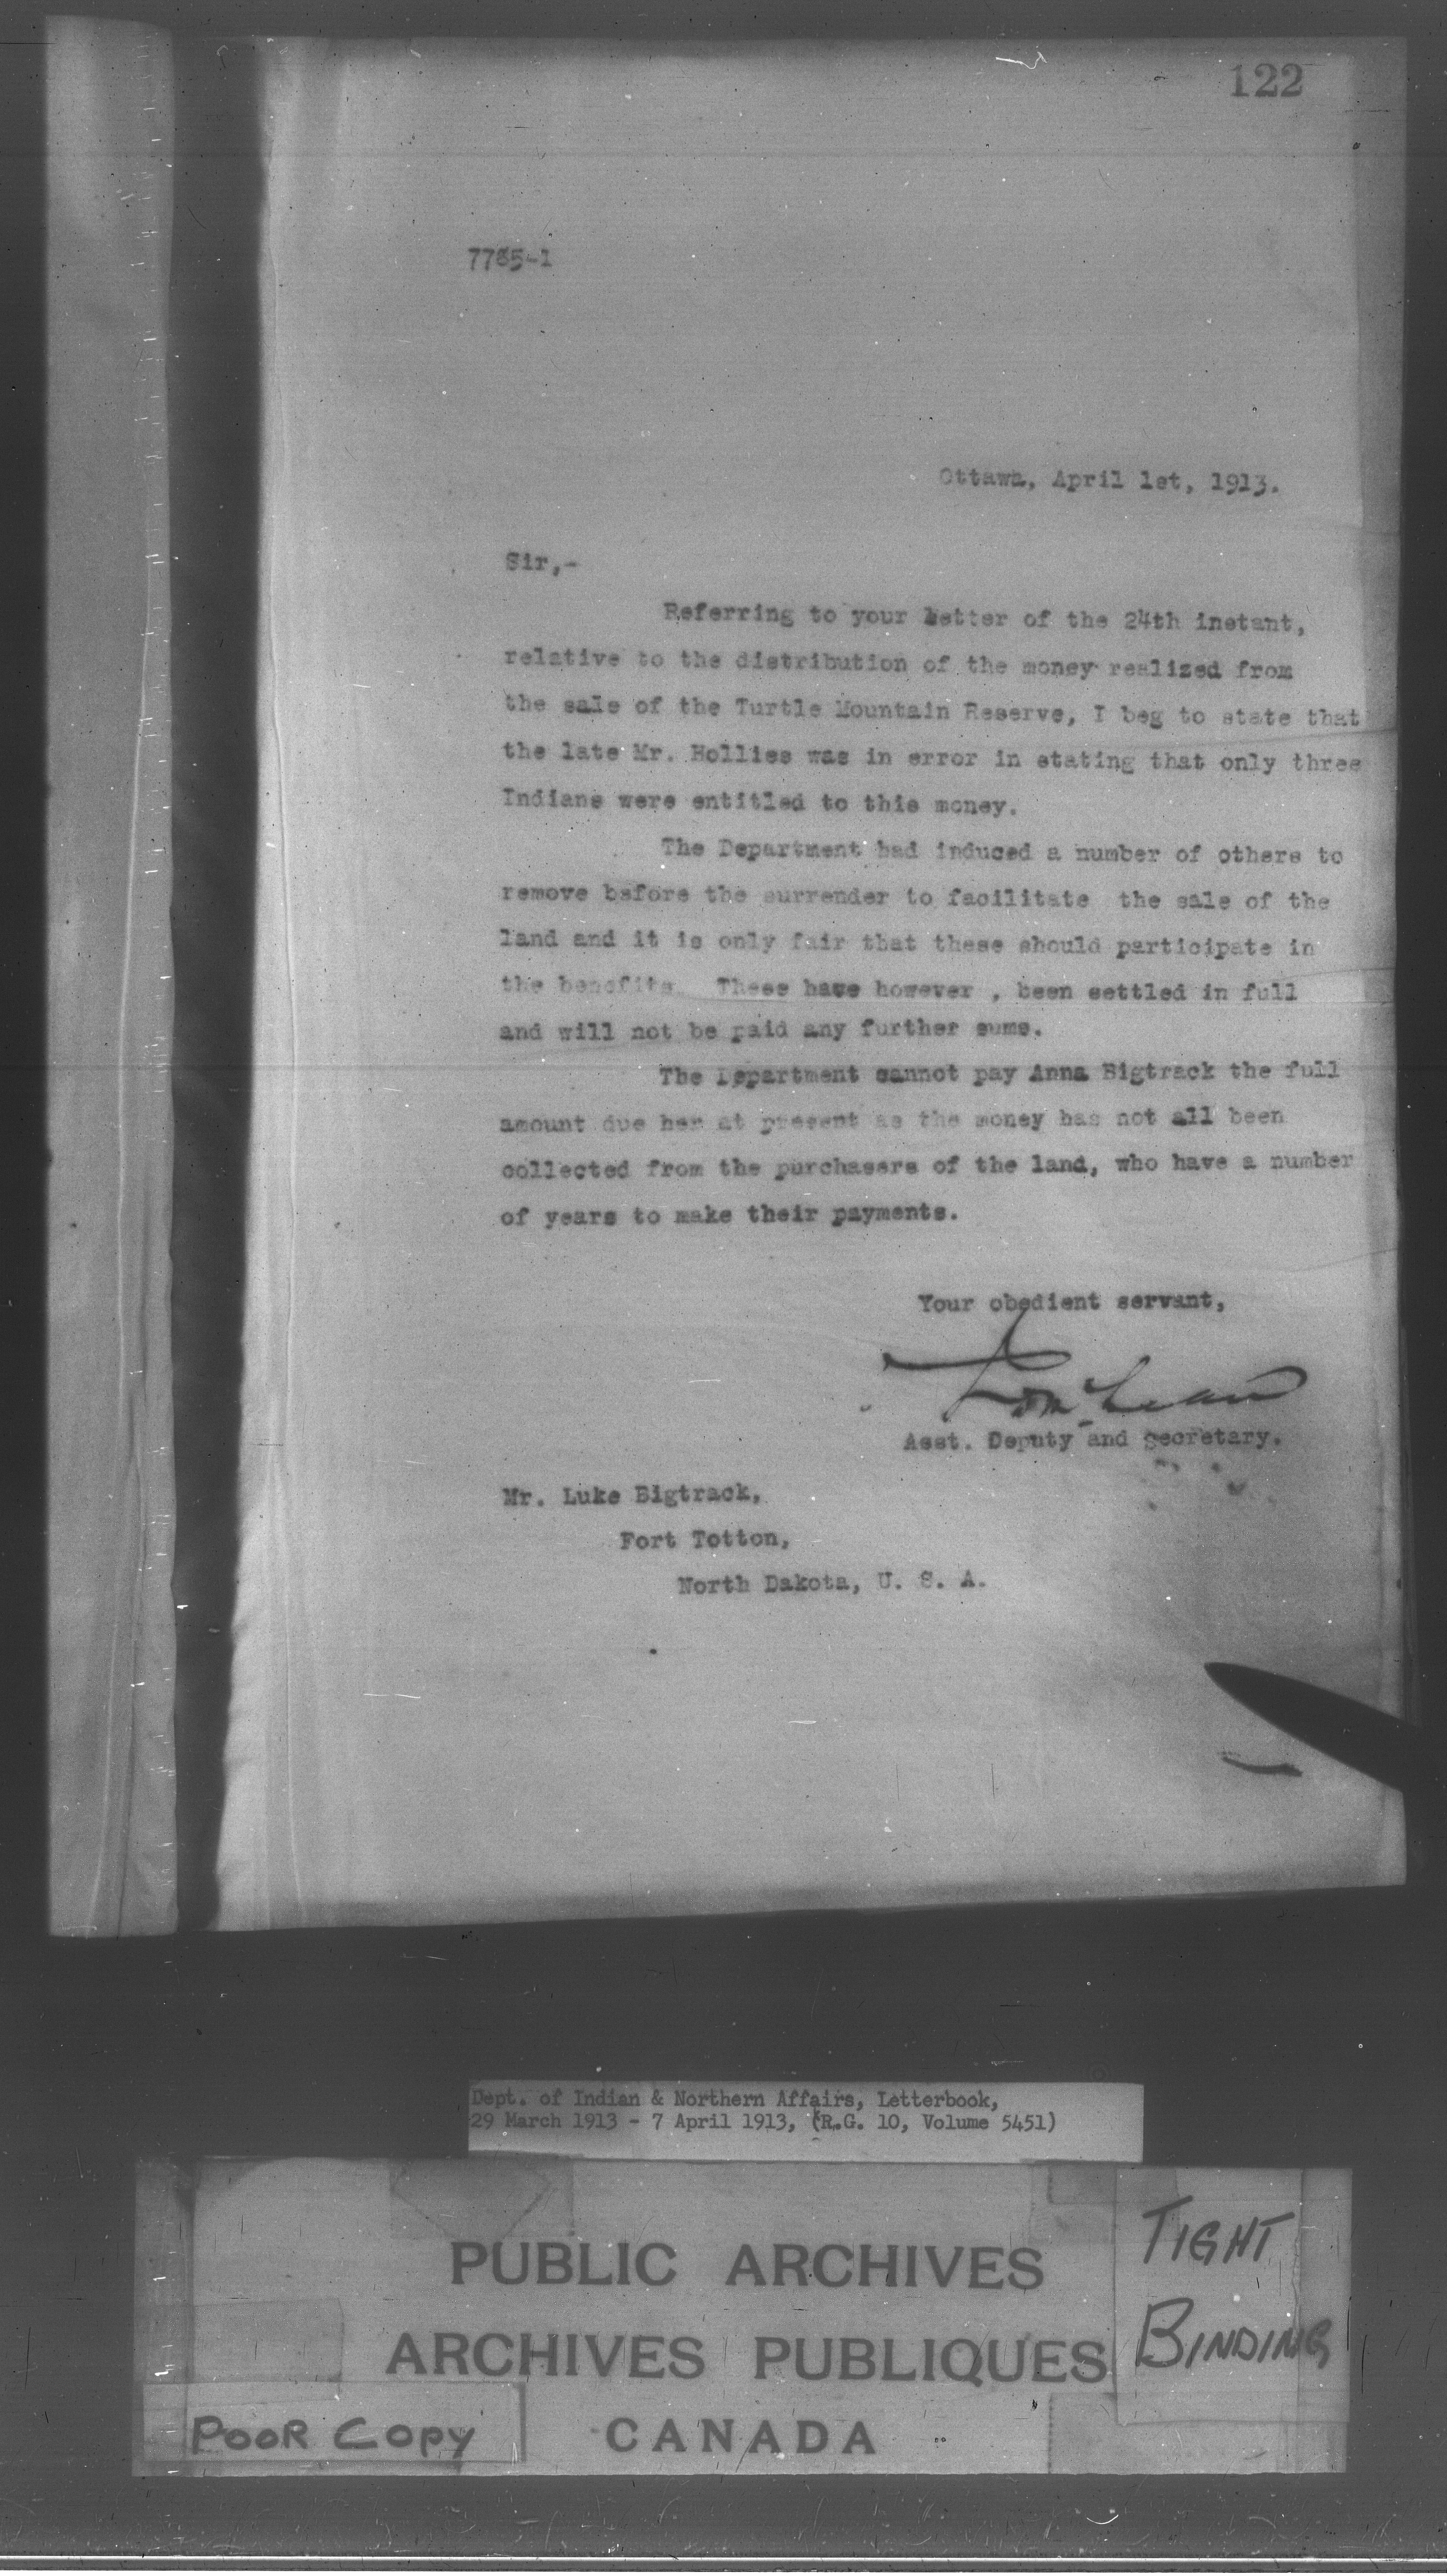 122
7785-1
Ottawa, April 1st, 1913.
Sir,-
Referring to your letter of the 24th instant,
relative to the distribution of the money realized from
the sale of the Turtle Mountain Reserve, I beg to state that
the late Mr. Hollies was in error in stating that only three
Indians were entitled to this money.
The Department had induced a number of others to
remove before the surrender to facilitate the sale of the
land and it is only fair that these should participate in
the benefits. These have however , been settled in full
and will not be paid any further sums.
The Department cannot pay Anna Bigtrack the full
amount due her at present as the money has not all been
collected from the purchasers of the land, who have a number
of years to make their payments.
Your obedient servant,
Asst. Deputy and Secretary.
Mr. Luke Bigtrack,
Fort Totton,
North Dakota, U. S. A.
Dept. of Indian & Northern Affairs, Letterbook,
29 March 1913 - 7 April 1913, (R.G. 10, Volume 5451)
PUBLIC ARCHIVES
ARCHIVES PUBLIQUES
CANADA
TIGHT
BINDING
POOR COPY